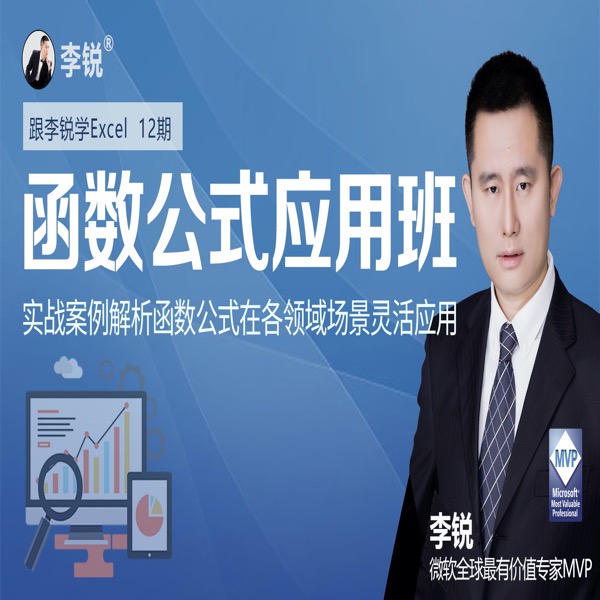 李锐®
跟李锐学Excel 12期
函数公式应用班
实战案例解析函数公式在各领域场景灵活应用
MVP
Microsoft®
Most Valuable
Professional
李锐
微软全球最有价值专家MVP